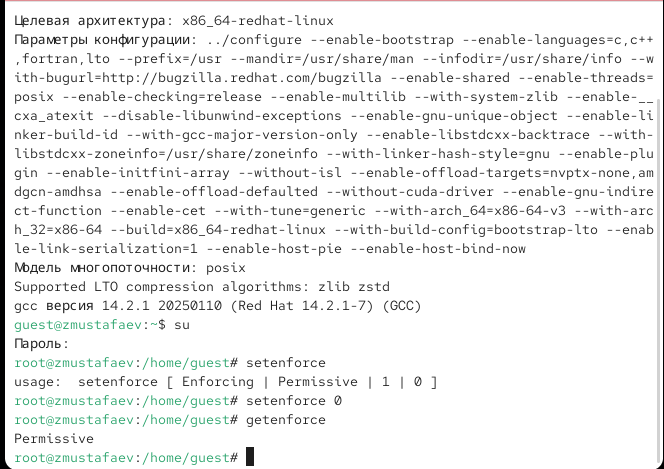 Целевая архитектура: x86_64-redhat-linux
Параметры конфигурации: ../configure --enable-bootstrap --enable-languages=c,c++
,fortran,lto --prefix=/usr --mandir=/usr/share/man --infodir=/usr/share/info --w
ith-bugurl=http://bugzilla.redhat.com/bugzilla --enable-shared --enable-threads=
posix --enable-checking=release --enable-multilib --with-system-zlib --enable-__
cxa_atexit --disable-libunwind-exceptions --enable-gnu-unique-object --enable-li
nker-build-id --with-gcc-major-version-only --enable-libstdcxx-backtrace --with-
libstdcxx-zoneinfo=/usr/share/zoneinfo --with-linker-hash-style=gnu --enable-plu
gin --enable-initfini-array --without-isl --enable-offload-targets=nvptx-none,am
dgcn-amdhsa --enable-offload-defaulted --without-cuda-driver --enable-gnu-indire
ct-function --enable-cet --with-tune=generic --with-arch_64=x86-64-v3 --with-arc
h_32=x86-64 --build=x86_64-redhat-linux --with-build-config=bootstrap-lto --enab
le-link-serialization=1 --enable-host-pie --enable-host-bind-now
Модель многопоточности: posix
Supported LTO compression algorithms: zlib zstd
gcc версия 14.2.1 20250110 (Red Hat 14.2.1-7) (GCC)
guest@zmustafaev:~$ su
Пароль:
root@zmustafaev:/home/guest# setenforce
usage:  setenforce [ Enforcing | Permissive | 1 | 0 ]
root@zmustafaev:/home/guest# setenforce 0
root@zmustafaev:/home/guest# getenforce
Permissive
root@zmustafaev:/home/guest#